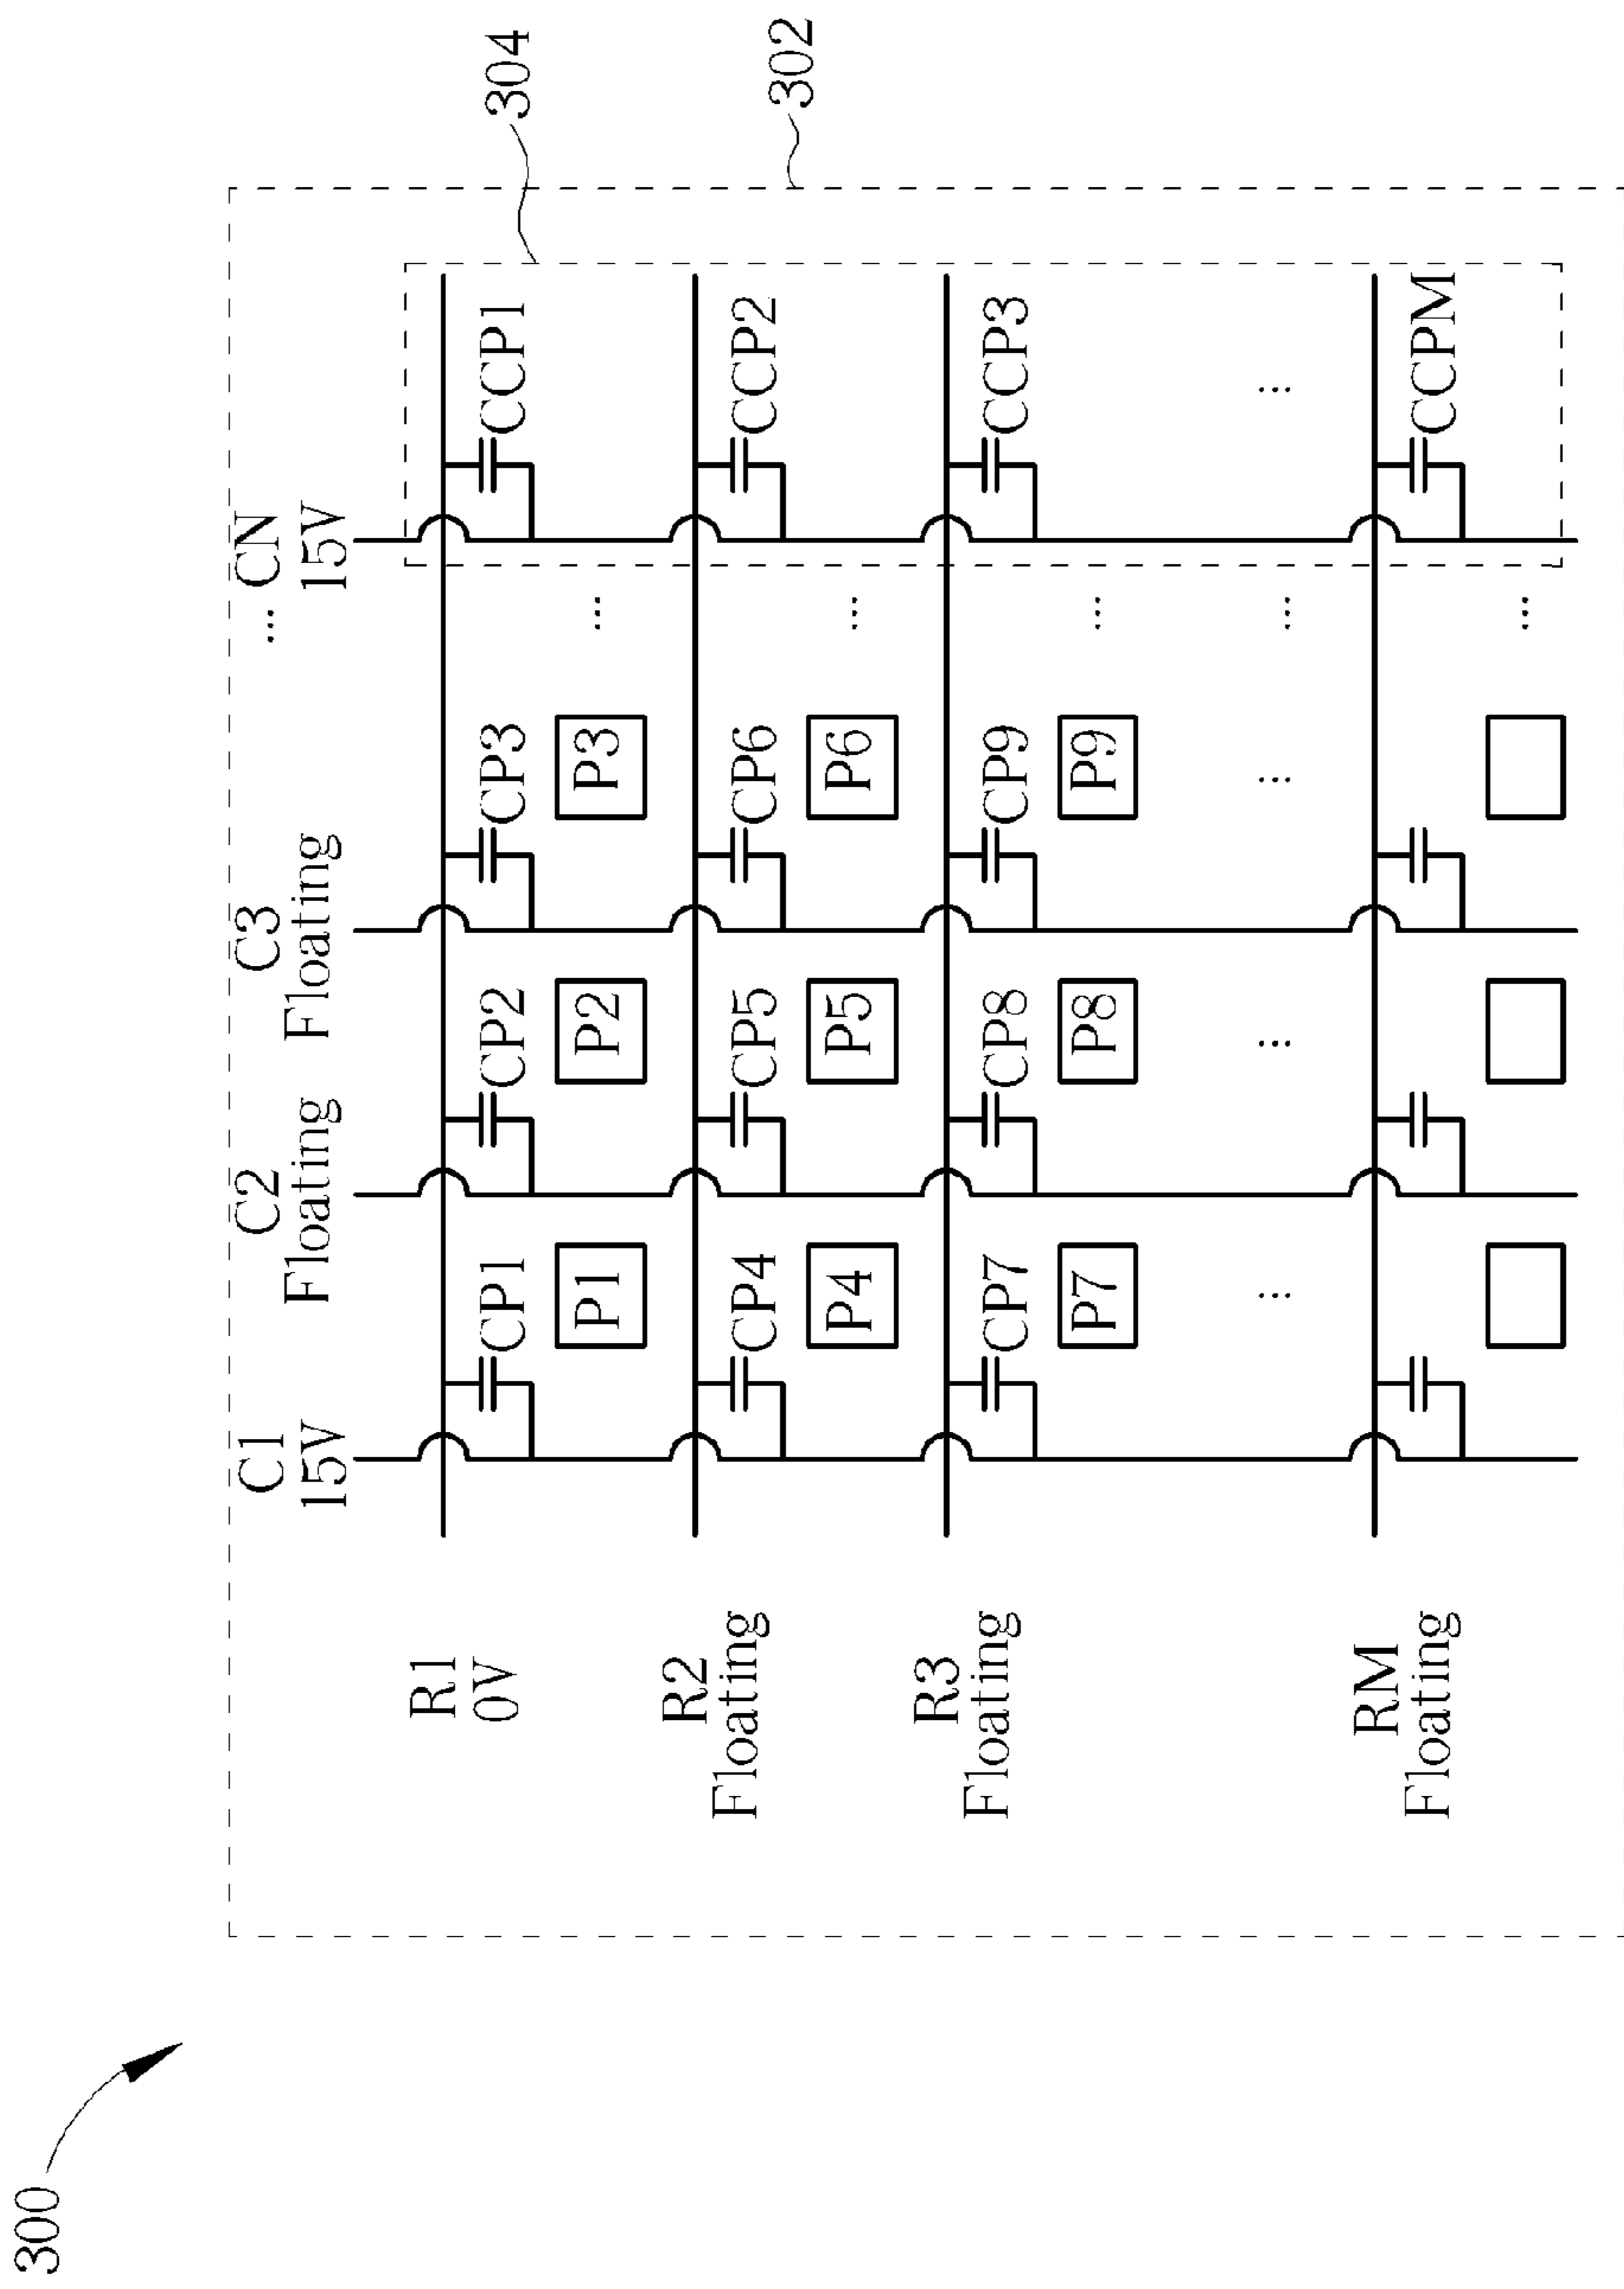 300
C1 C2 C3 ... CN
15V Floating Floating 15V
R1
0V
CP1 CP2 CP3 CCP1
304
P1 P2 P3 ...
R2
Floating
CP4 CP5 CP6 CCP2
302
P4 P5 P6 ...
R3
Floating
CP7 CP8 CP9 CCP3
P7 P8 P9 ...
... ... ... ... ...
RM
Floating
CCPM
...